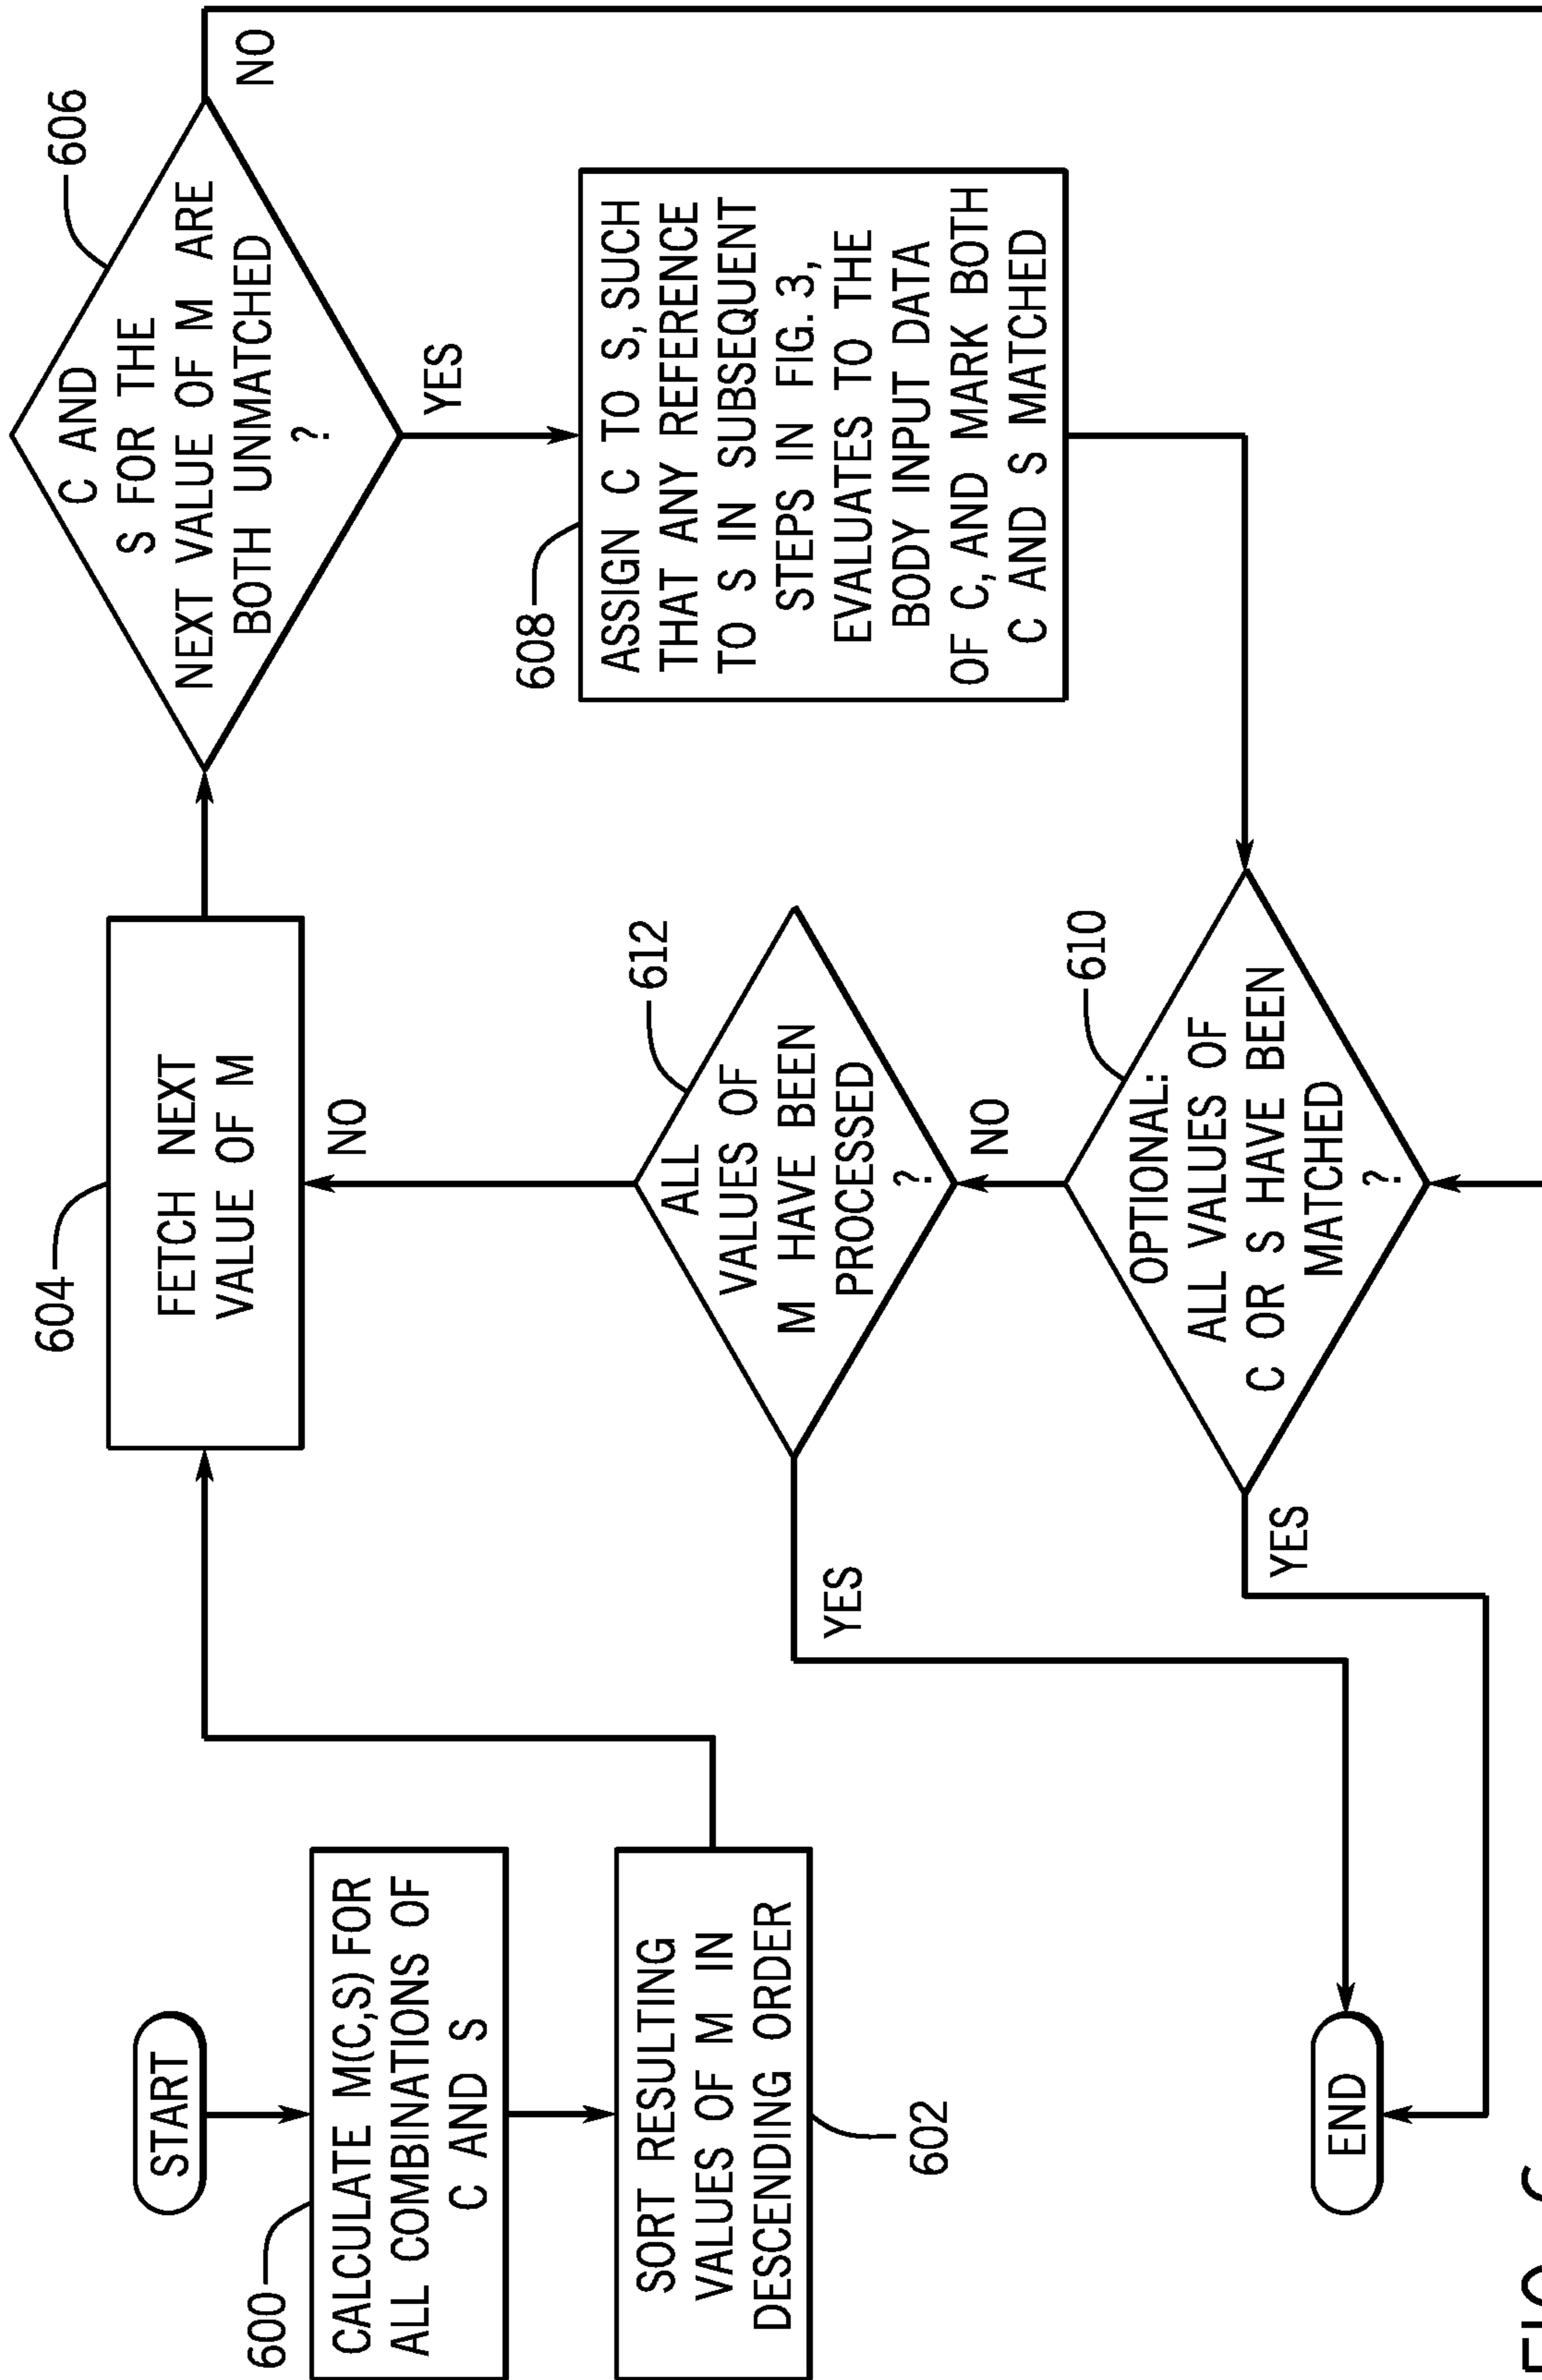 START
600
CALCULATE M(C,S) FOR
ALL COMBINATIONS OF
C AND S
SORT RESULTING
VALUES OF M IN
DESCENDING ORDER
602
604
FETCH NEXT
VALUE OF M
606
C AND
S FOR THE
NEXT VALUE OF M ARE
BOTH UNMATCHED
?
NO
YES
608
ASSIGN C TO S, SUCH
THAT ANY REFERENCE
TO S IN SUBSEQUENT
STEPS IN FIG. 3,
EVALUATES TO THE
BODY INPUT DATA
OF C, AND MARK BOTH
C AND S MATCHED
610
OPTIONAL:
ALL VALUES OF
C OR S HAVE BEEN
MATCHED
?
NO
YES
612
ALL
VALUES OF
M HAVE BEEN
PROCESSED
?
NO
YES
END